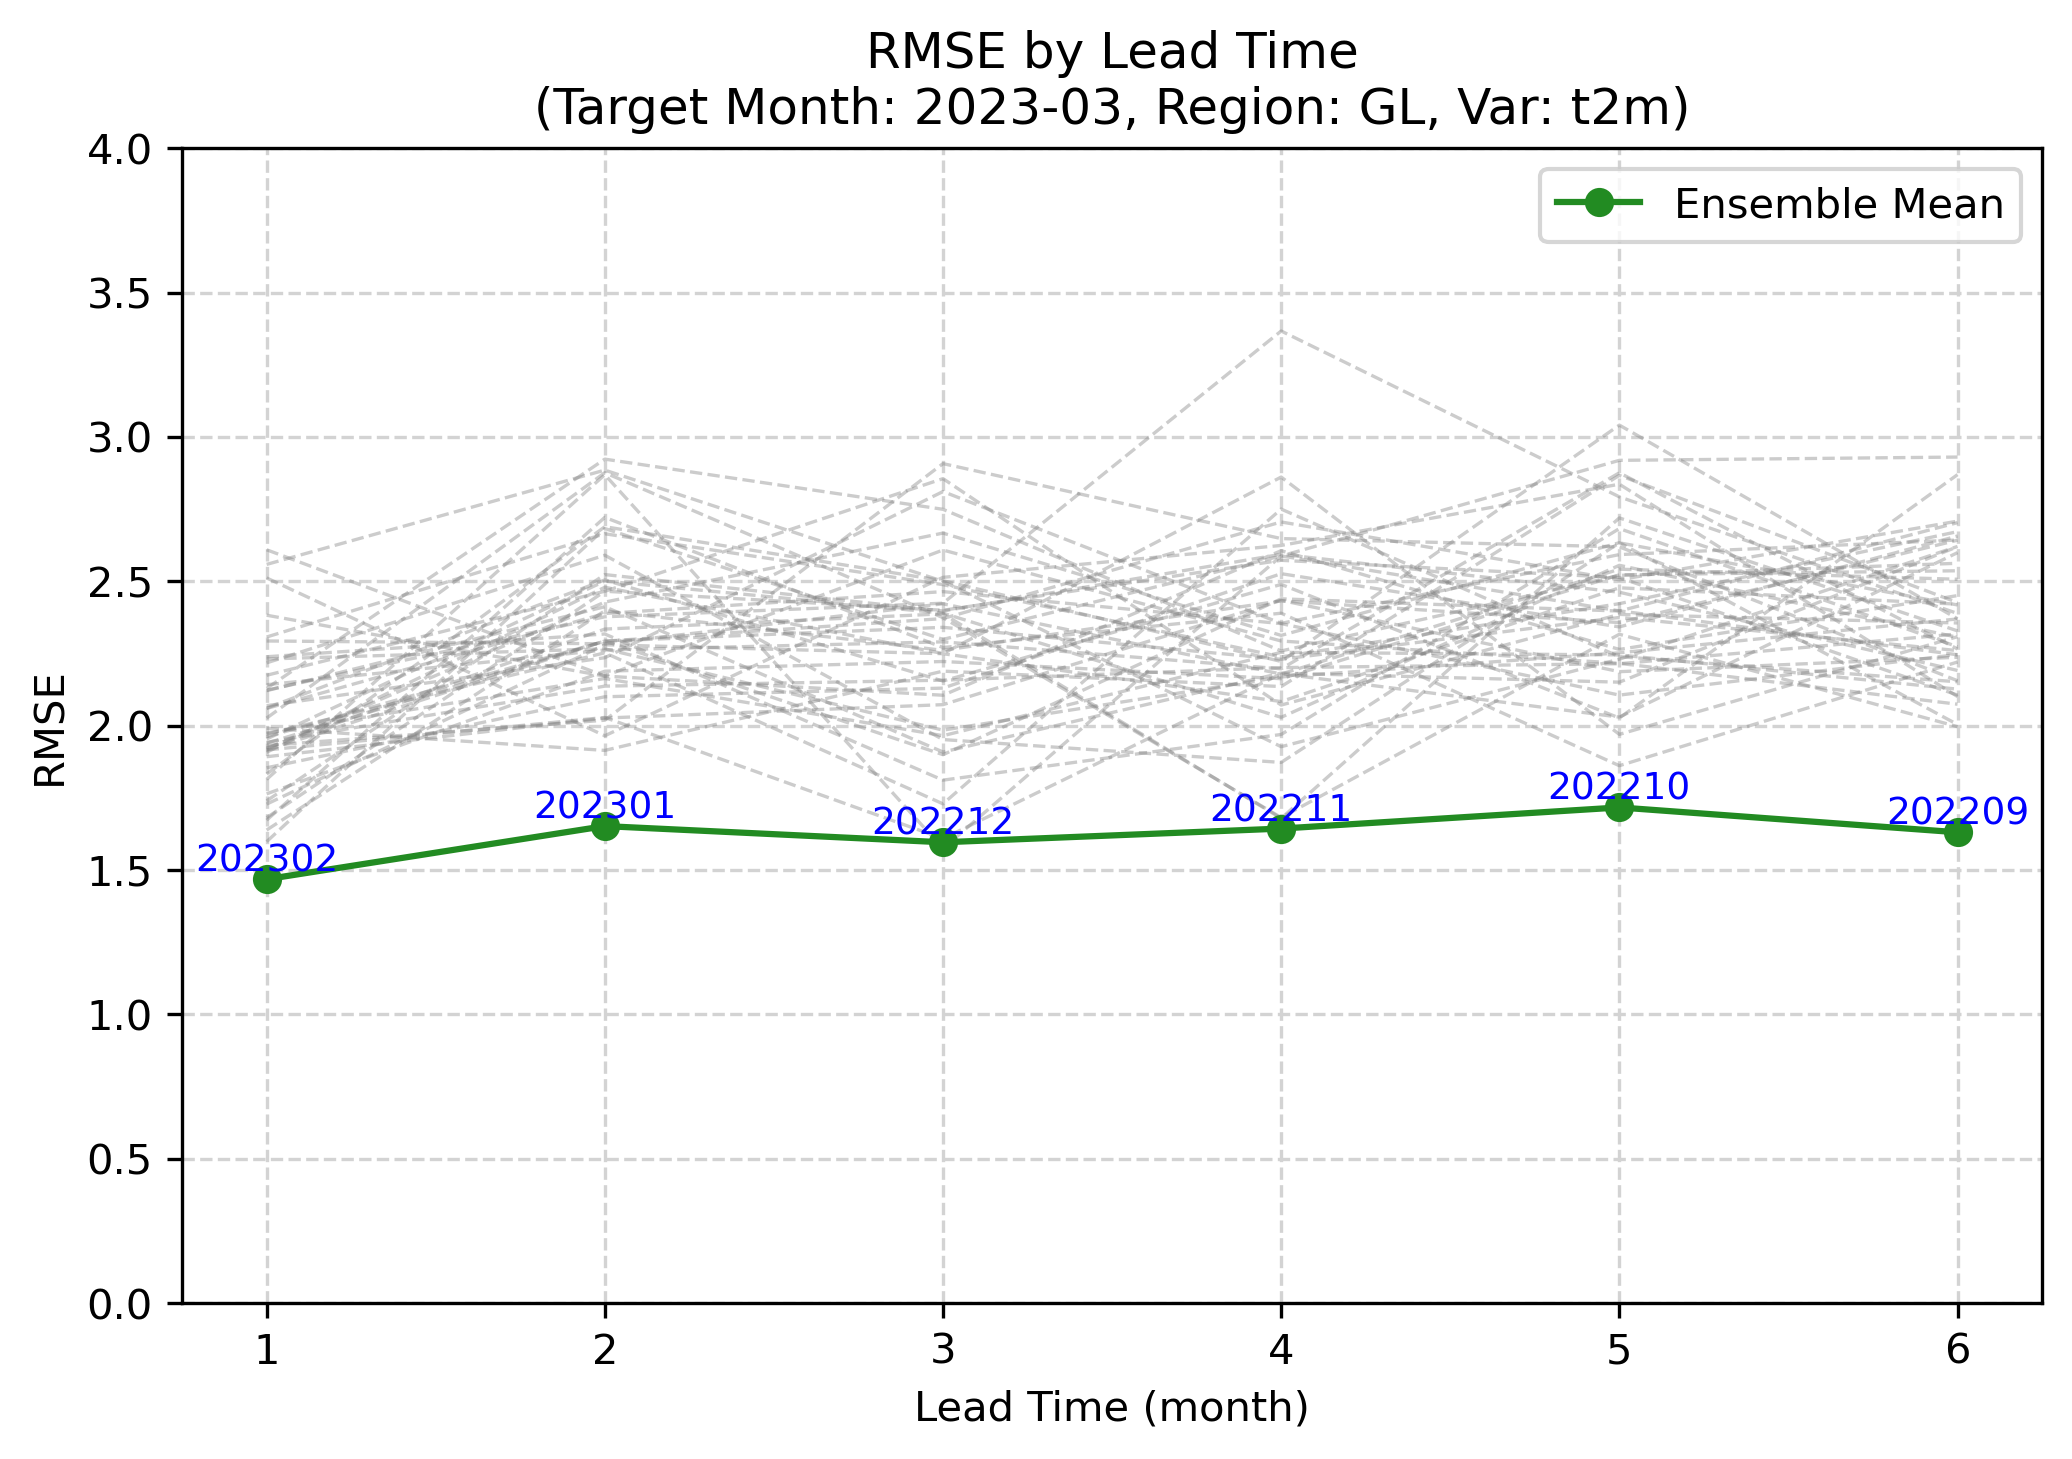 RMSE by Lead Time
(Target Month: 2023-03, Region: GL, Var: t2m)
4.0
3.5
3.0
2.5
2.0
1.5
1.0
0.5
0.0
RMSE
Ensemble Mean
202302
202301
202212
202211
202210
202209
1 2 3 4 5 6
Lead Time (month)